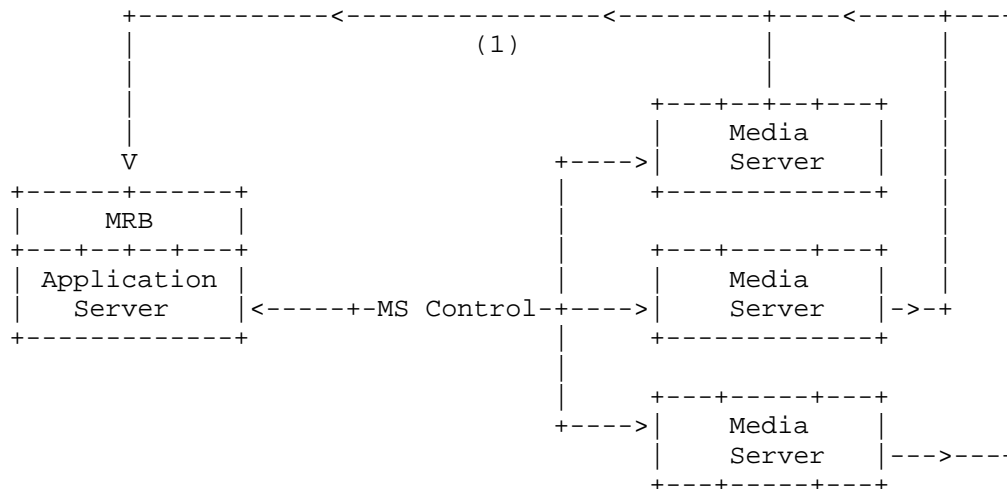 (1)
Media
Server
MRB
Application
Server
MS Control
Media
Server
Media
Server